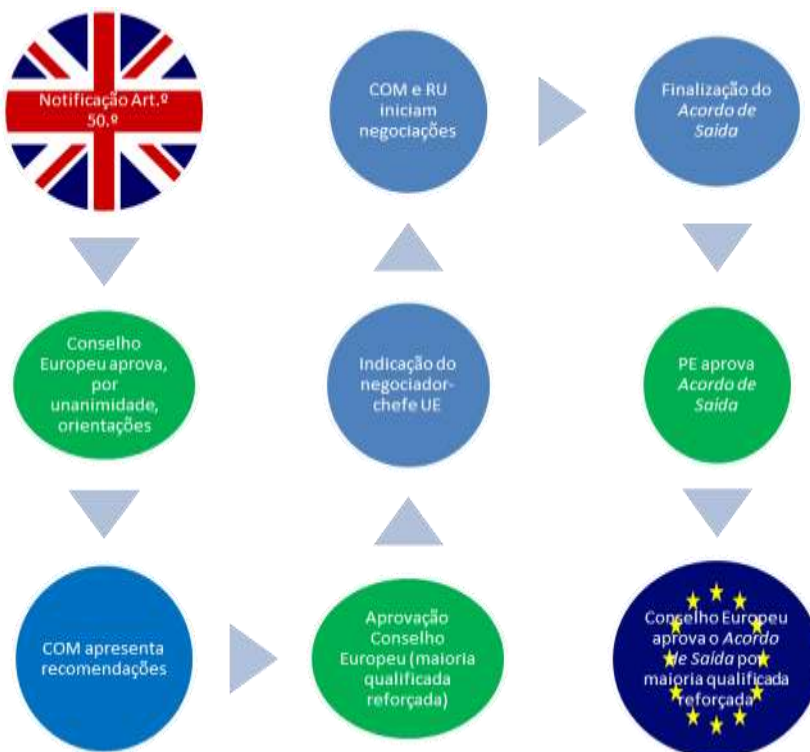 Notificação Art.º
50.º
Conselho
Europeu aprova,
por
unanimidade,
orientações
COM apresenta
recomendações
Aprovação
Conselho
Europeu (maioria
qualificada
reforçada)
Indicação do
negociador-
chefe UE
COM e RU
iniciam
negociações
Finalização do
Acordo de
Saída
PE aprova
Acordo de
Saída
Conselho Europeu
aprova o Acordo
de Saída por
maioria qualificada
reforçada